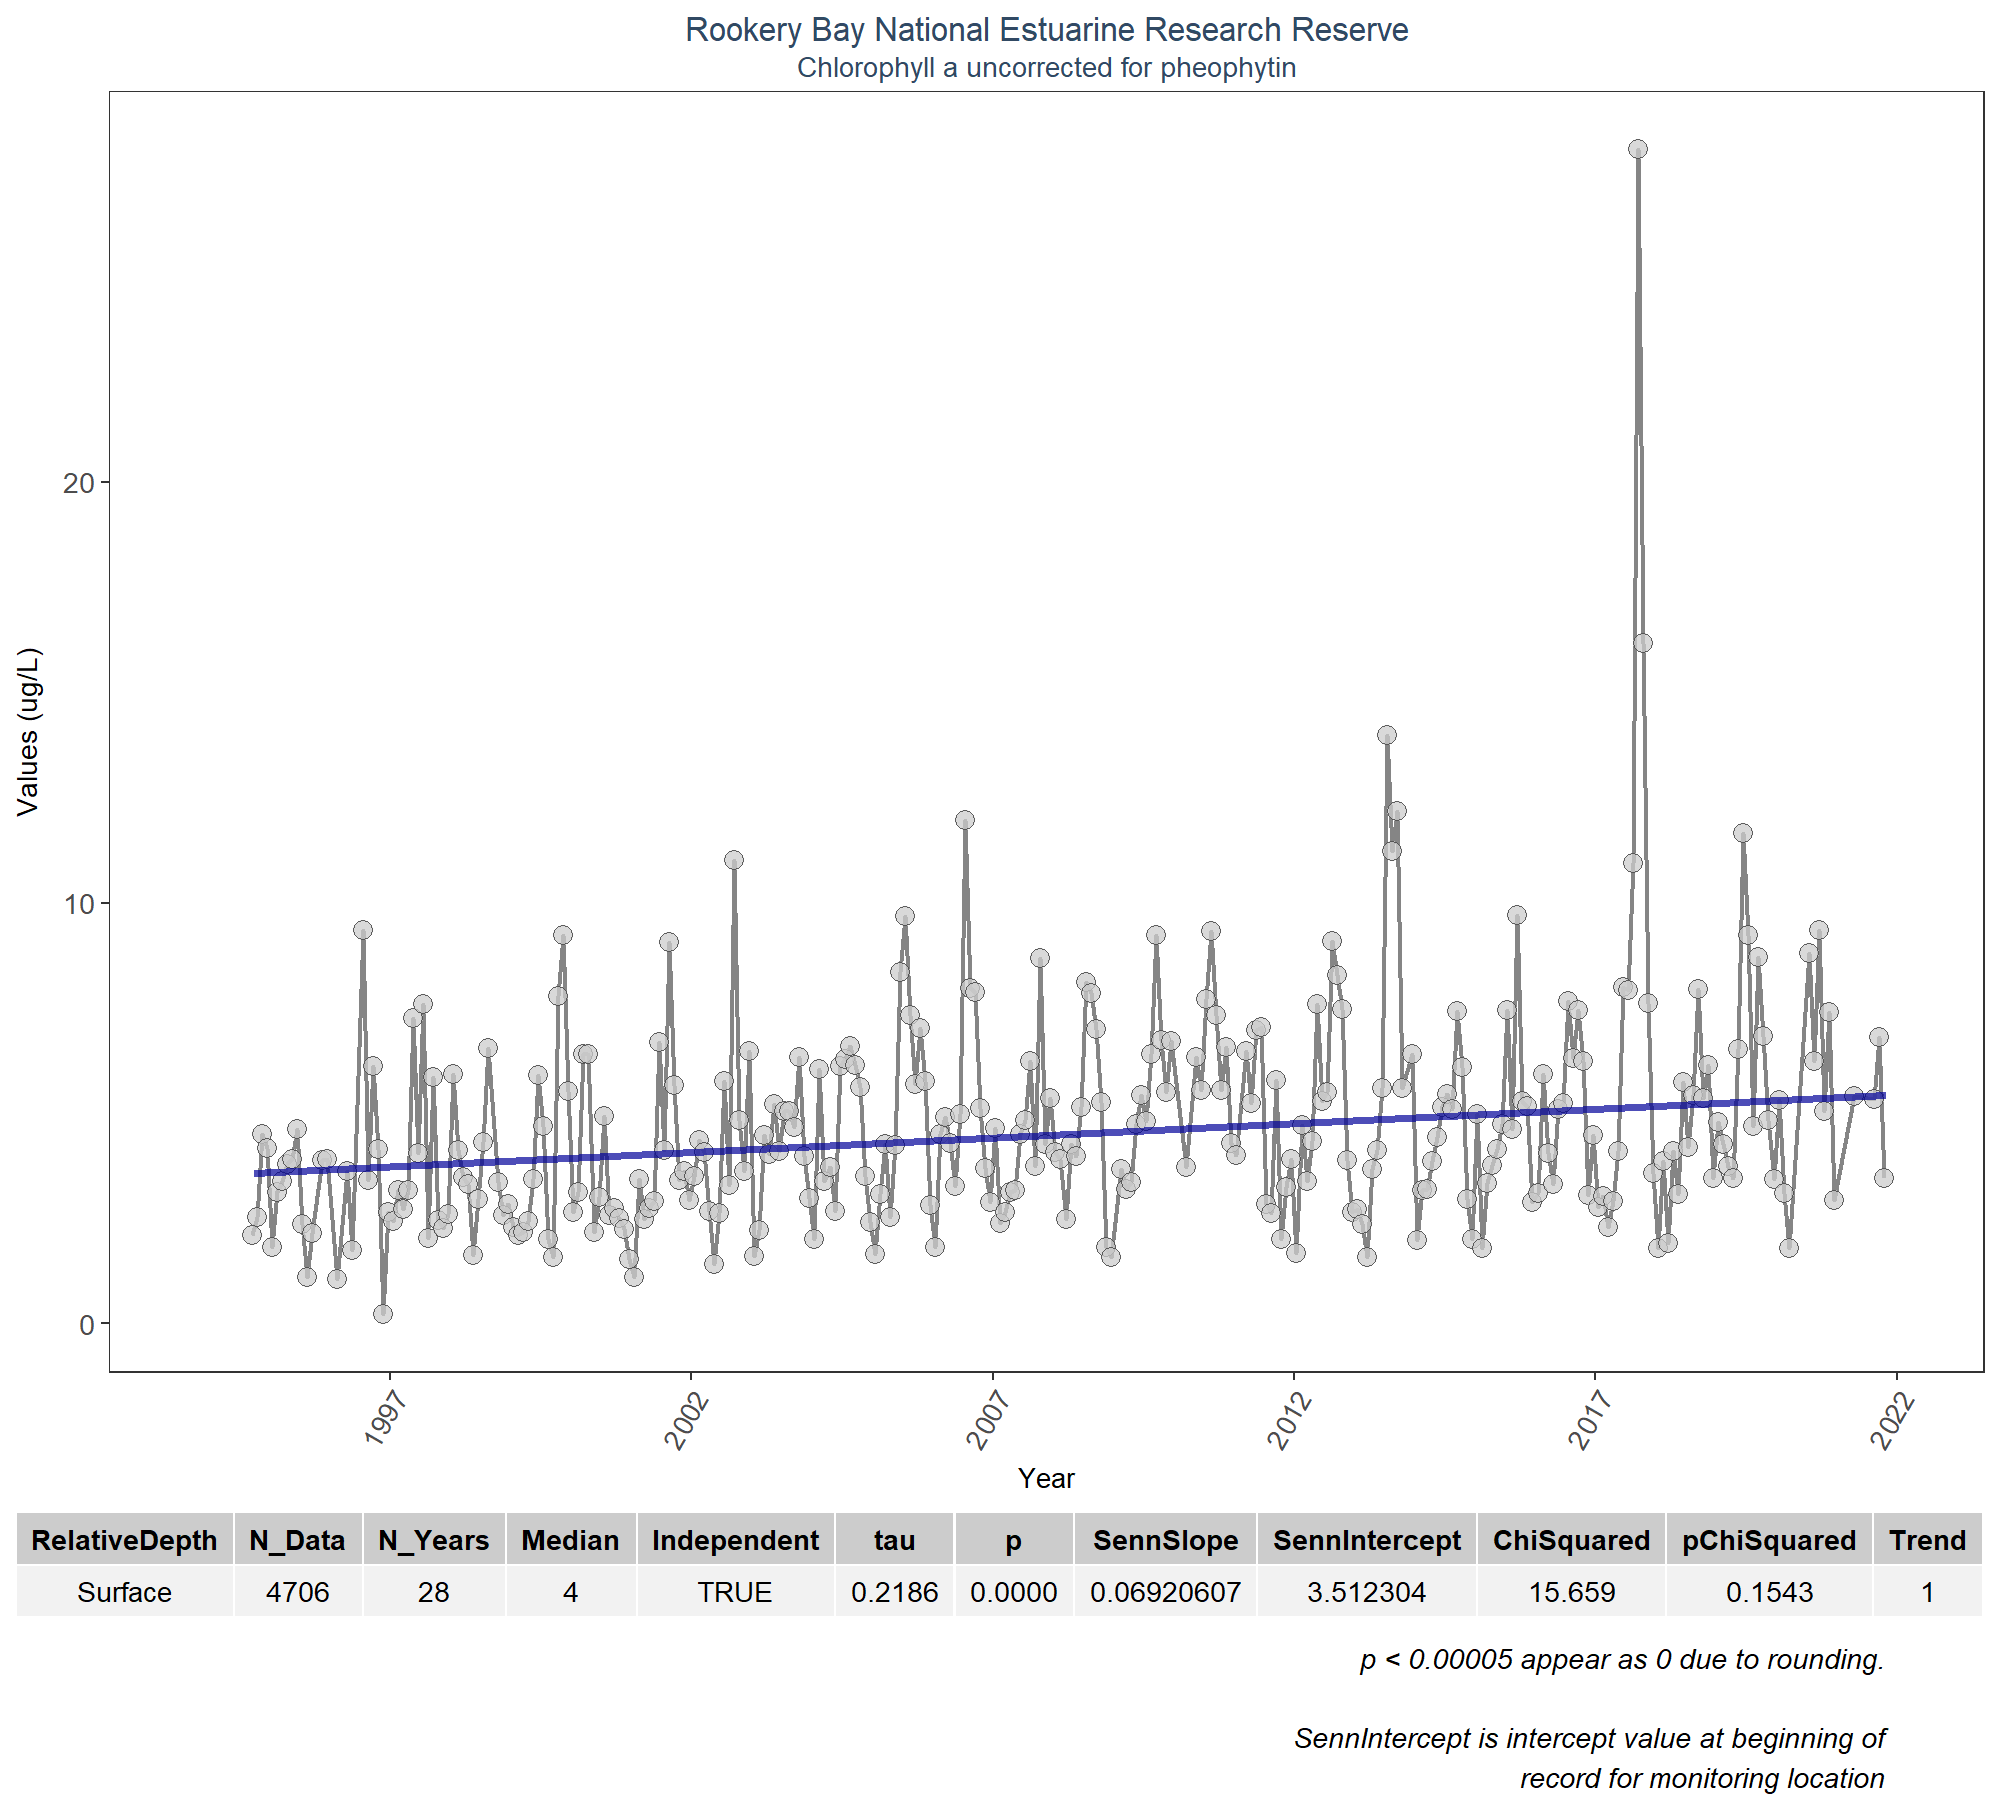 Rookery Bay National Estuarine Research Reserve
Chlorophyll a uncorrected for pheophytin
Values (ug/L)
20
10
0
1997 2002 2007 2012 2017 2022
Year
RelativeDepth N_Data N_Years Median Independent tau p SennSlope SennIntercept ChiSquared pChiSquared Trend
Surface 4706 28 4 TRUE 0.2186 0.0000 0.06920607 3.512304 15.659 0.1543 1
p < 0.00005 appear as 0 due to rounding.
SennIntercept is intercept value at beginning of
record for monitoring location